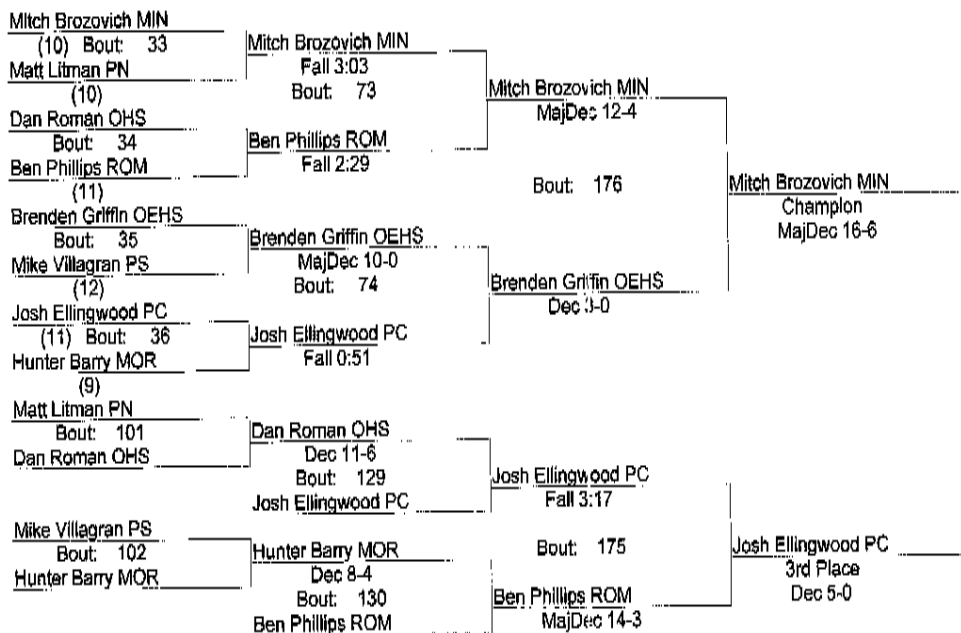 Mitch Brozovich MIN
(10) Bout: 33
Matt Litman PN
(10)
Dan Roman OHS
Bout: 34
Ben Phillips ROM
(11)
Brenden Griffin OEHS
Bout: 35
Mike Villagran PS
(12)
Josh Ellingwood PC
(11) Bout: 36
Hunter Barry MOR
(9)
Mitch Brozovich MIN
Fall 3:03
Bout: 73
Ben Phillips ROM
Fall 2:29
Brenden Griffin OEHS
MajDec 10-0
Bout: 74
Josh Ellingwood PC
Fall 0:51
Mitch Brozovich MIN
MajDec 12-4
Bout: 176
Brenden Griffin OEHS
Dec 3-0
Mitch Brozovich MIN
Champion
MajDec 16-6
Matt Litman PN
Bout: 101
Dan Roman OHS
Mike Villagran PS
Bout: 102
Hunter Barry MOR
Dan Roman OHS
Dec 11-6
Bout: 129
Josh Ellingwood PC
Hunter Barry MOR
Dec 8-4
Bout: 130
Ben Phillips ROM
Josh Ellingwood PC
Fall 3:17
Bout: 175
Ben Phillips ROM
MajDec 14-3
Josh Ellingwood PC
3rd Place
Dec 5-0